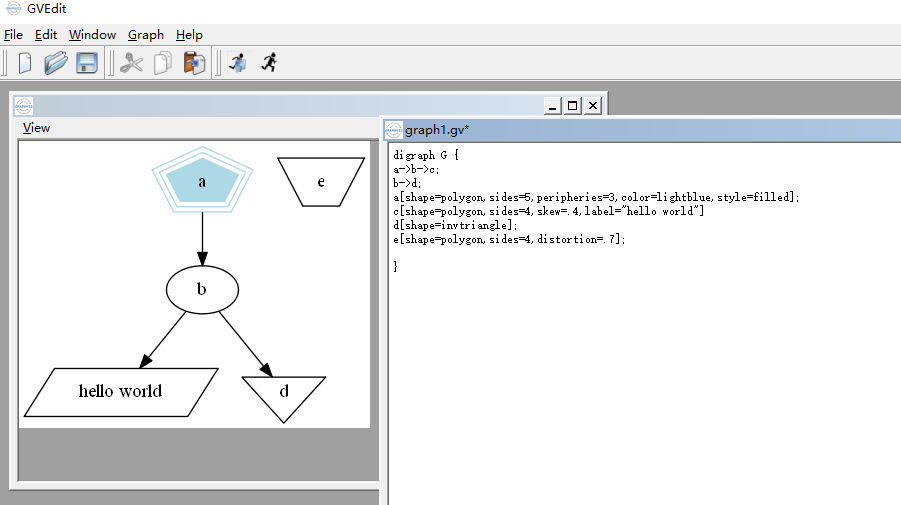 GVEdit
File Edit Window Graph Help
View
a
e
b
hello world
d
graph1.gv*
digraph G {
a->b->c;
b->d;
a[shape=polygon,sides=5,peripheries=3,color=lightblue,style=filled];
c[shape=polygon,sides=4,skew=.4,label="hello world"]
d[shape=invtriangle];
e[shape=polygon,sides=4,distortion=.7];
}